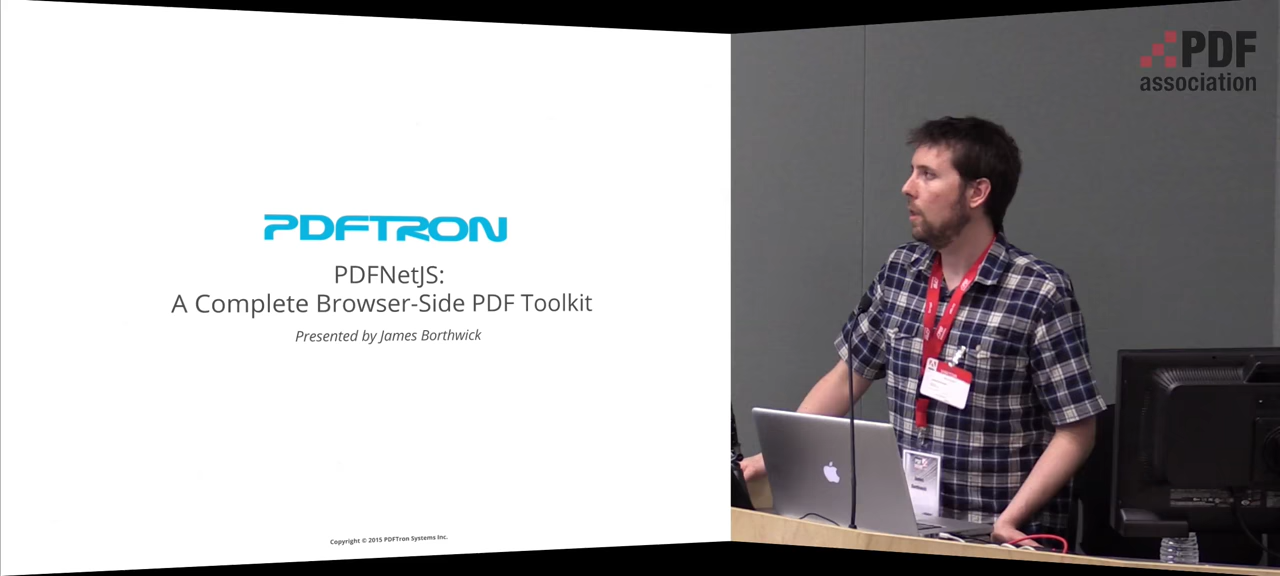 PDFTRON
PDFNetJS:
A Complete Browser-Side PDF Toolkit
Presented by James Borthwick
Copyright © 2015 PDFTron Systems Inc.
PDF
association